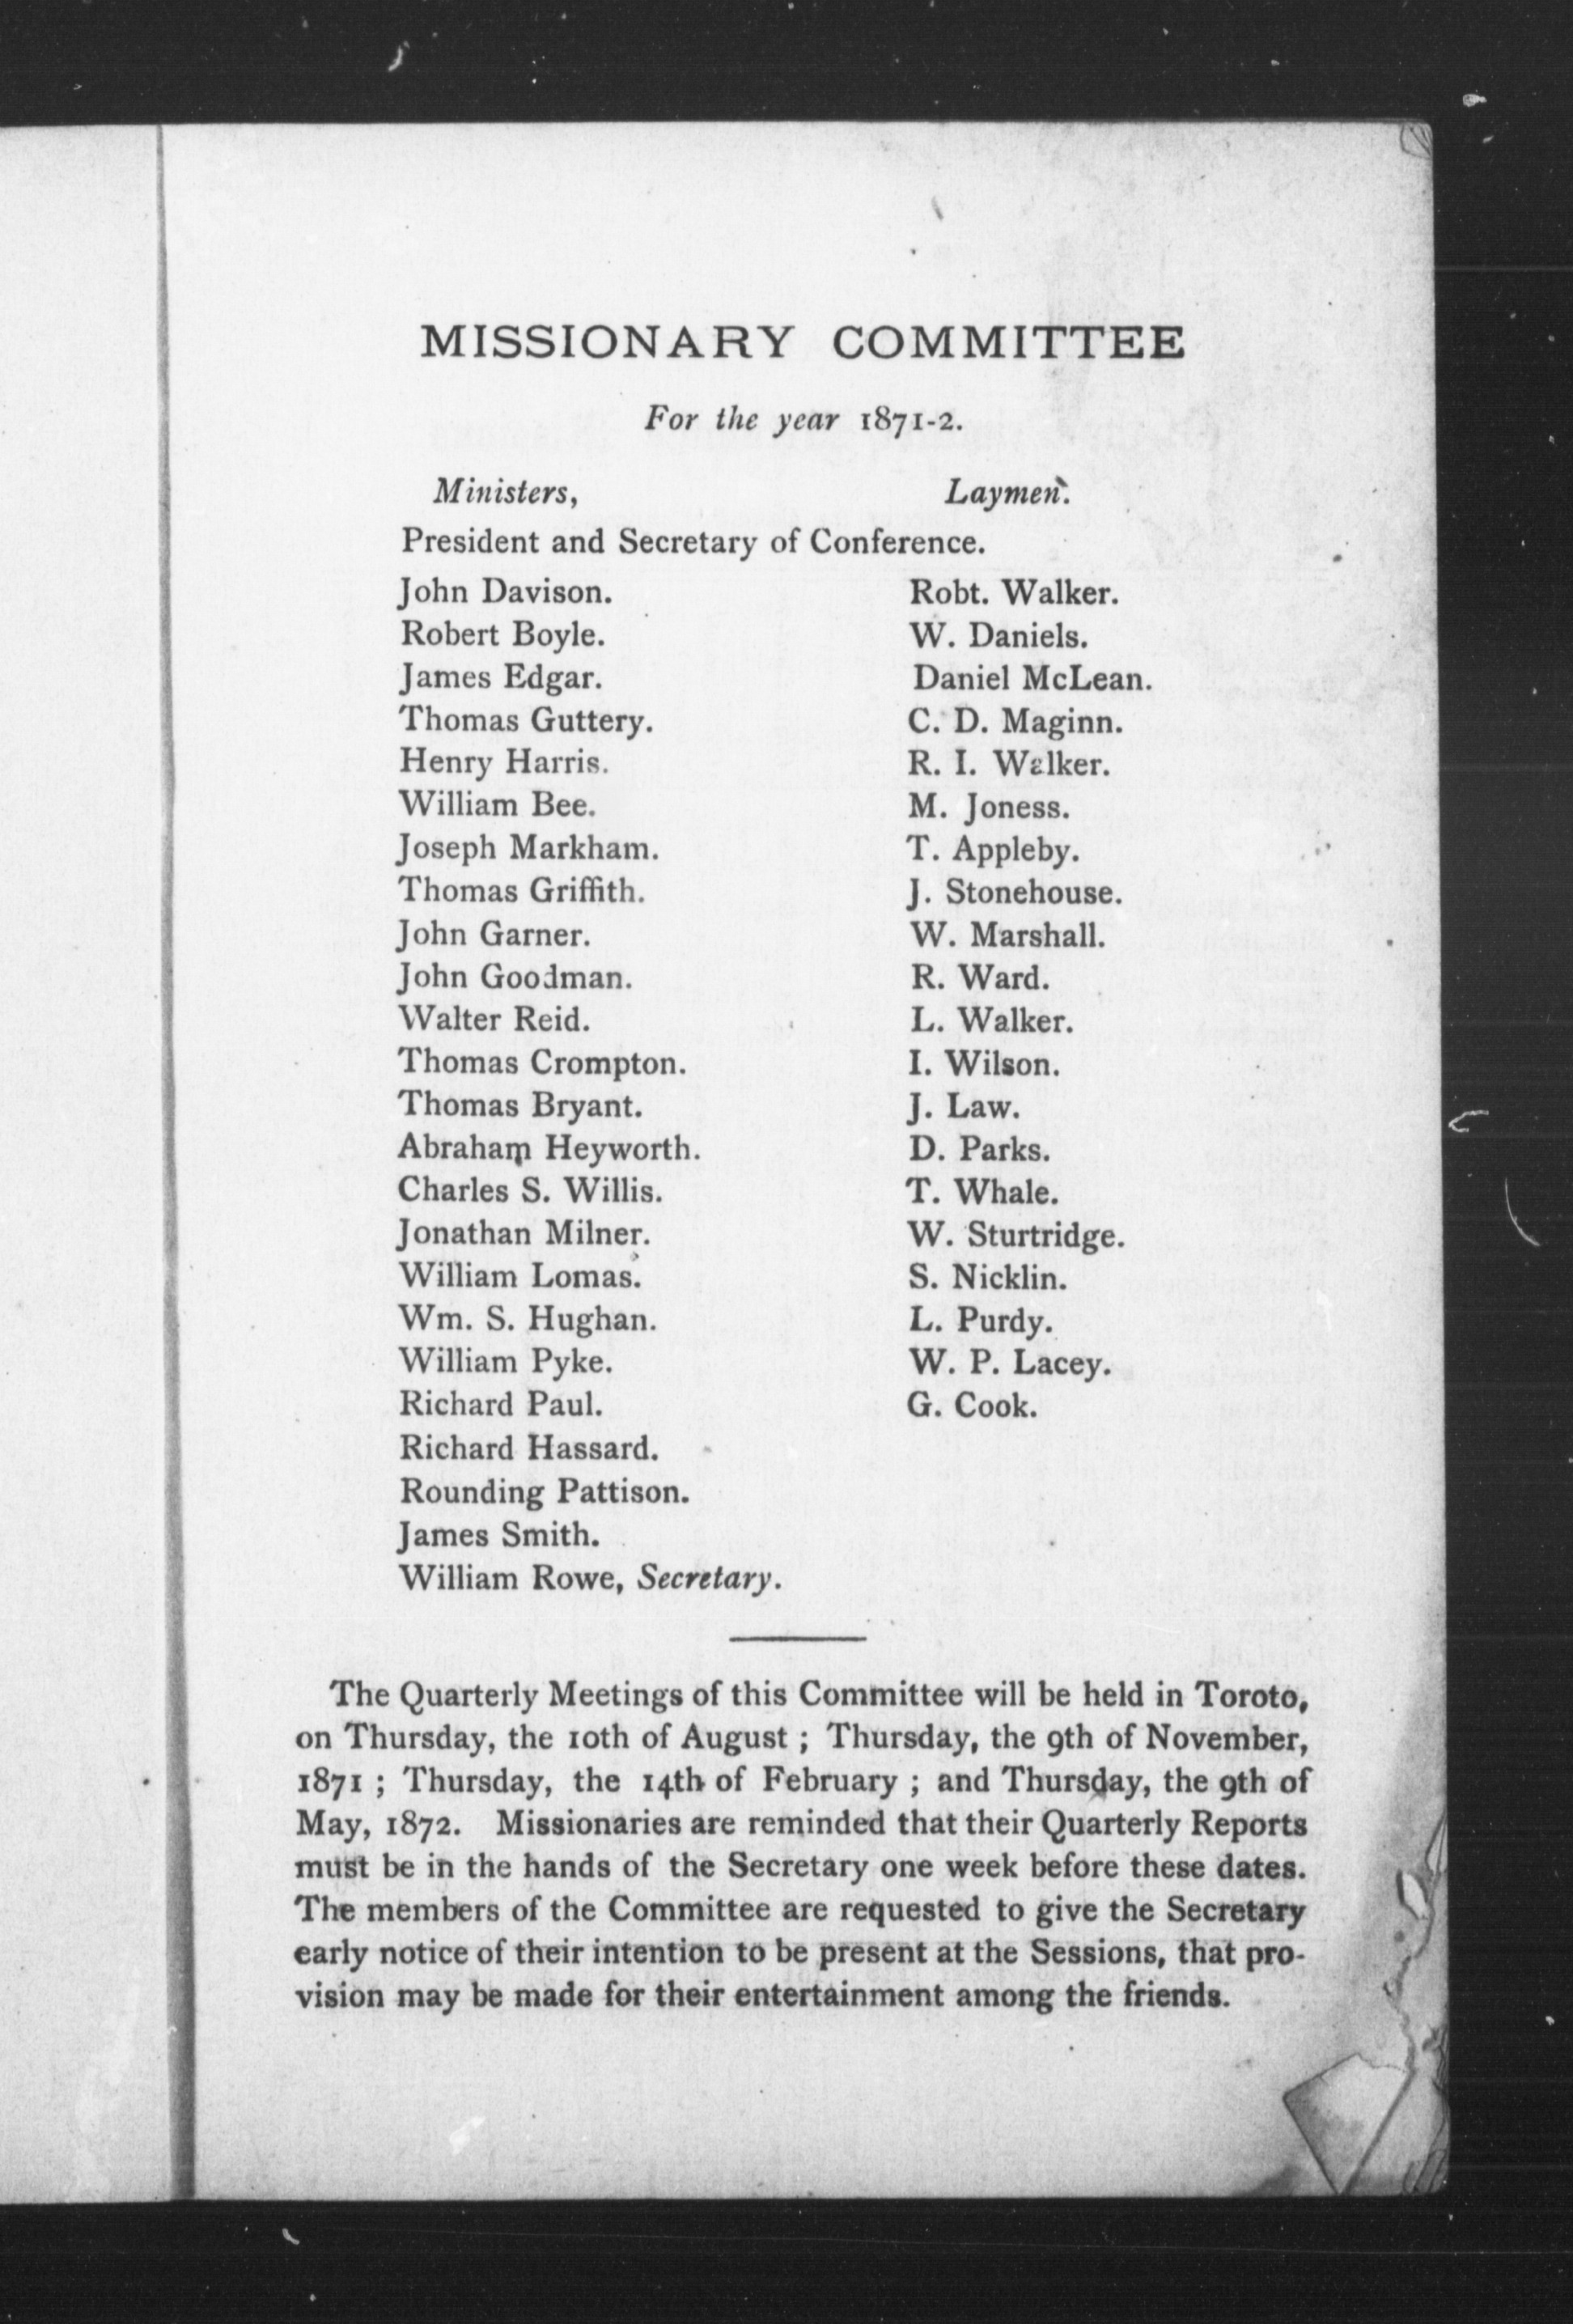 MISSIONARY COMMITTEE
For the year 1871-2.
Ministers, Laymen.
President and Secretary of Conference.
John Davison. Robt. Walker.
Robert Boyle. W. Daniels.
James Edgar. Daniel McLean.
Thomas Guttery. C. D. Maginn.
Henry Harris. R. I. Walker.
William Bee. M. Joness.
Joseph Markham. T. Appleby.
Thomas Griffith. J. Stonehouse.
John Garner. W. Marshall.
John Goodman. R. Ward.
Walter Reid. L. Walker.
Thomas Crompton. I. Wilson.
Thomas Bryant. J. Law.
Abraham Heyworth. D. Parks.
Charles S. Willis. T. Whale.
Jonathan Milner. W. Sturtridge.
William Lomas. S. Nicklin.
Wm. S. Hughan. L. Purdy.
William Pyke. W. P. Lacey.
Richard Paul. G. Cook.
Richard Hassard.
Rounding Pattison.
James Smith.
William Rowe, Secretary.
The Quarterly Meetings of this Committee will be held in Toroto,
on Thursday, the 10th of August ; Thursday, the 9th of November,
1871 ; Thursday, the 14th of February ; and Thursday, the 9th of
May, 1872. Missionaries are reminded that their Quarterly Reports
must be in the hands of the Secretary one week before these dates.
The members of the Committee are requested to give the Secretary
early notice of their intention to be present at the Sessions, that pro-
vision may be made for their entertainment among the friends.